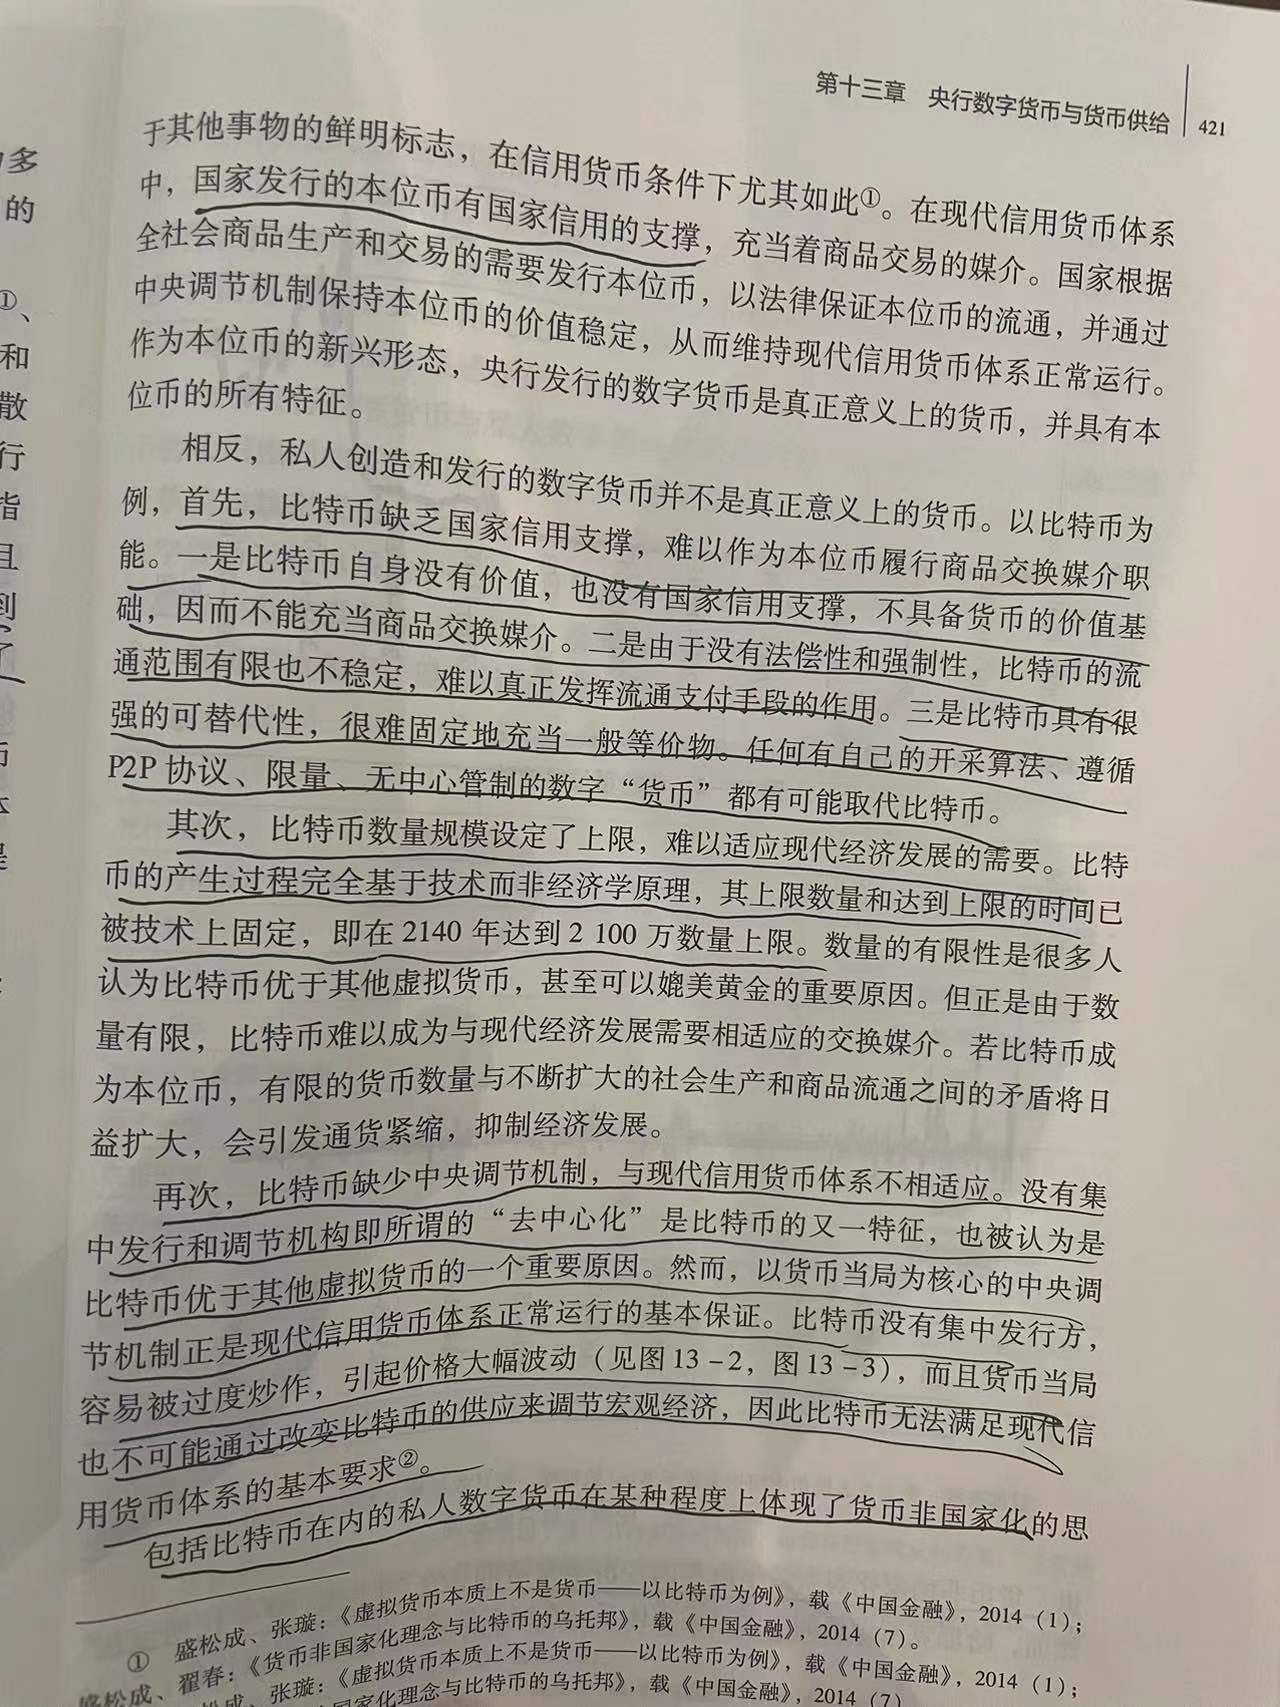 第十三章 央行数字货币与货币供给 421
于其他事物的鲜明标志，在信用货币条件下尤其如此①。在现代信用货币体系
中，国家发行的本位币有国家信用的支撑，充当着商品交易的媒介。国家根据
全社会商品生产和交易的需要发行本位币，以法律保证本位币的流通，并通过
中央调节机制保持本位币的价值稳定，从而维持现代信用货币体系正常运行。
作为本位币的新兴形态，央行发行的数字货币是真正意义上的货币，并具有本
位币的所有特征。
相反，私人创造和发行的数字货币并不是真正意义上的货币。以比特币为
例，首先，比特币缺乏国家信用支撑，难以作为本位币履行商品交换媒介职
能。一是比特币自身没有价值，也没有国家信用支撑，不具备货币的价值基
础，因而不能充当商品交换媒介。二是由于没有法偿性和强制性，比特币的流
通范围有限也不稳定，难以真正发挥流通支付手段的作用。三是比特币具有很
强的可替代性，很难固定地充当一般等价物。任何有自己的开采算法、遵循
P2P 协议、限量、无中心管制的数字“货币”都有可能取代比特币。
其次，比特币数量规模设定了上限，难以适应现代经济发展的需要。比特
币的产生过程完全基于技术而非经济学原理，其上限数量和达到上限的时间已
被技术上固定，即在 2140 年达到 2 100 万数量上限。数量的有限性是很多人
认为比特币优于其他虚拟货币，甚至可以媲美黄金的重要原因。但正是由于数
量有限，比特币难以成为与现代经济发展需要相适应的交换媒介。若比特币成
为本位币，有限的货币数量与不断扩大的社会生产和商品流通之间的矛盾将日
益扩大，会引发通货紧缩，抑制经济发展。
再次，比特币缺少中央调节机制，与现代信用货币体系不相适应。没有集
中发行和调节机构即所谓的“去中心化”是比特币的又一特征，也被认为是
比特币优于其他虚拟货币的一个重要原因。然而，以货币当局为核心的中央调
节机制正是现代信用货币体系正常运行的基本保证。比特币没有集中发行方，
容易被过度炒作，引起价格大幅波动（见图 13－2，图 13－3），而且货币当局
也不可能通过改变比特币的供应来调节宏观经济，因此比特币无法满足现代信
用货币体系的基本要求②。
包括比特币在内的私人数字货币在某种程度上体现了货币非国家化的思
① 盛松成、张璇：《虚拟货币本质上不是货币——以比特币为例》，载《中国金融》，2014（1）；
盛松成、翟春：《货币非国家化理念与比特币的乌托邦》，载《中国金融》，2014（7）。
松成、张璇：《虚拟货币本质上不是货币——以比特币为例》，载《中国金融》，2014（1）；
国家化理念与比特币的乌托邦》，载《中国金融》，2014（7）